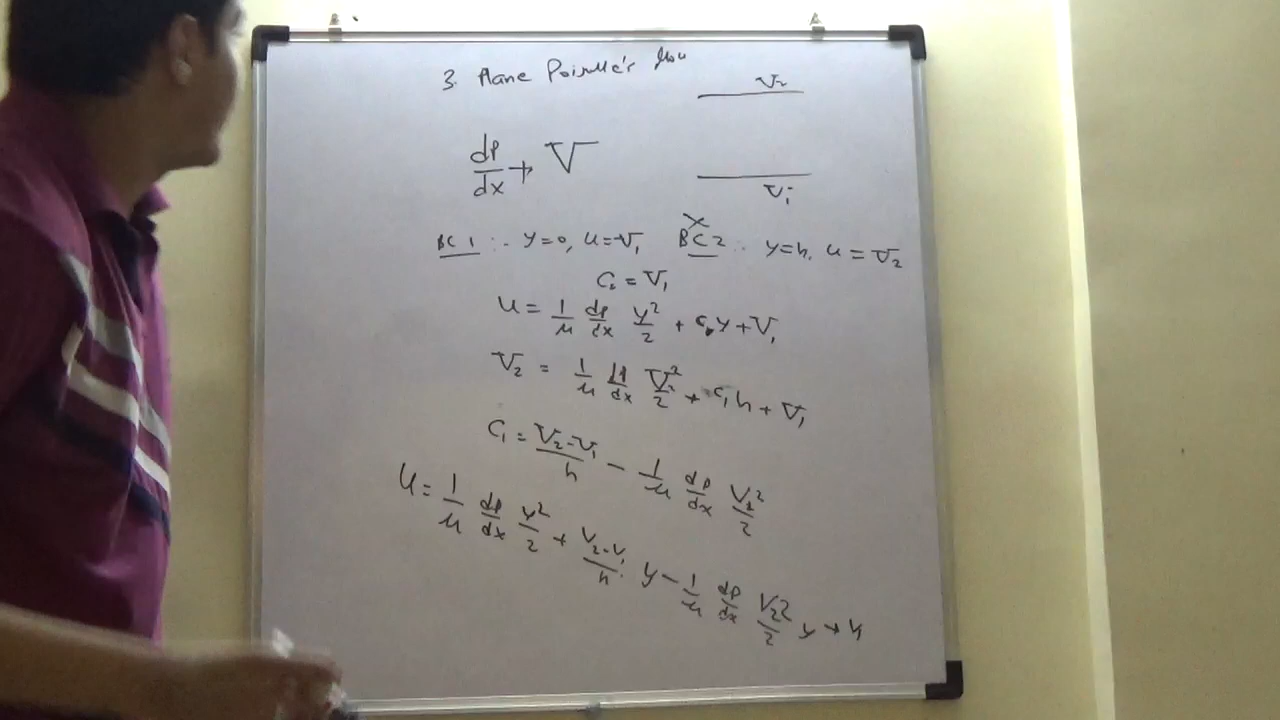 3. Plane Poiseulle's flow
V₂
dp/dx + V
V₁
BC 1 :- y=0, u=V₁ BC 2 :- y=h, u=V₂
C₂ = V₁
u = 1/μ dp/dx y²/2 + C₁y + V₁
V₂ = 1/μ dp/dx V₂²/2 + C₁h + V₁
C₁ = V₂-V₁/h - 1/μ dp/dx V₂²/2
u = 1/μ dp/dx y²/2 + V₂-V₁/h y - 1/μ dp/dx V₂²/2 y + V₁